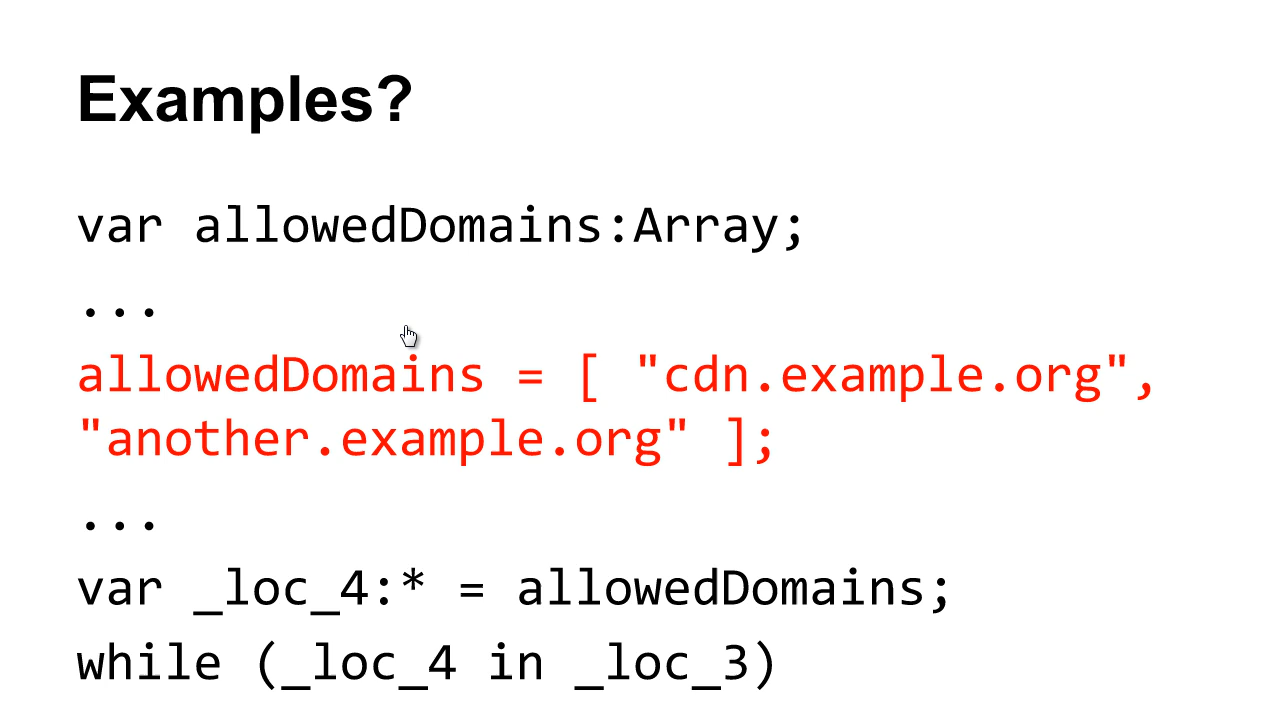 Examples?
var allowedDomains:Array;
...
allowedDomains = [ "cdn.example.org",
"another.example.org" ];
...
var _loc_4:* = allowedDomains;
while (_loc_4 in _loc_3)